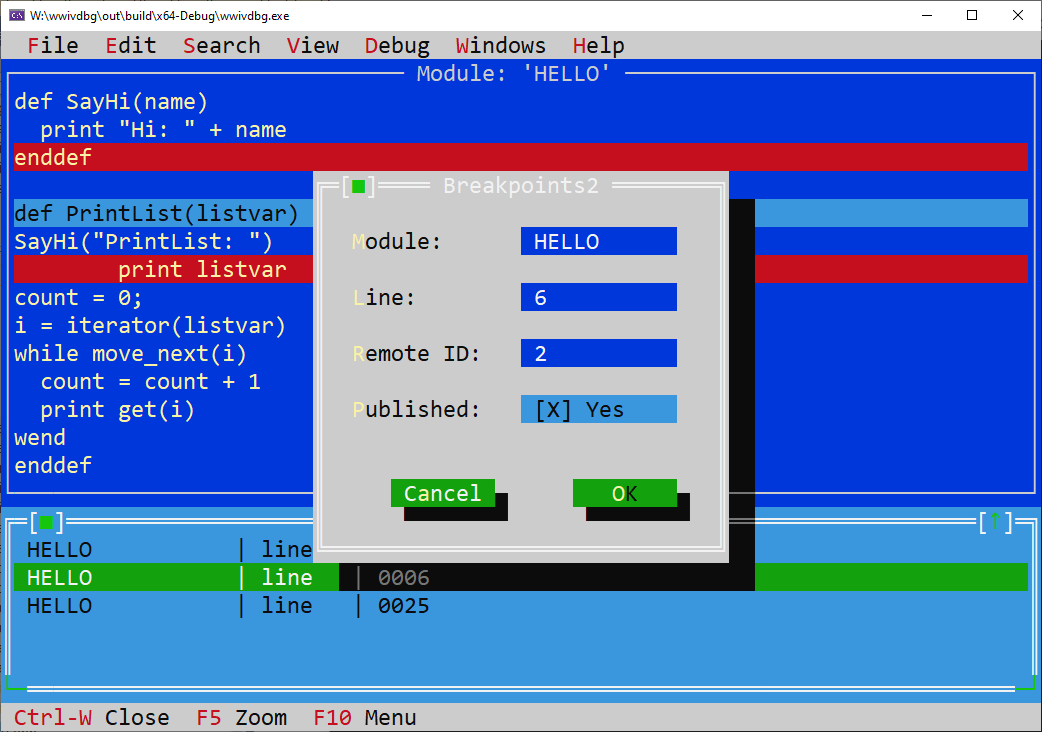 W:\wwivdbg\out\build\x64-Debug\wwivdbg.exe
File Edit Search View Debug Windows Help
Module: 'HELLO'
def SayHi(name)
  print "Hi: " + name
enddef
def PrintList(listvar)
SayHi("PrintList: ")
        print listvar
count = 0;
i = iterator(listvar)
while move_next(i)
  count = count + 1
  print get(i)
wend
enddef
[■] Breakpoints2
Module: HELLO
Line: 6
Remote ID: 2
Published: [X] Yes
Cancel OK
[■] [↑]
HELLO | line
HELLO | line | 0006
HELLO | line | 0025
Ctrl-W Close F5 Zoom F10 Menu